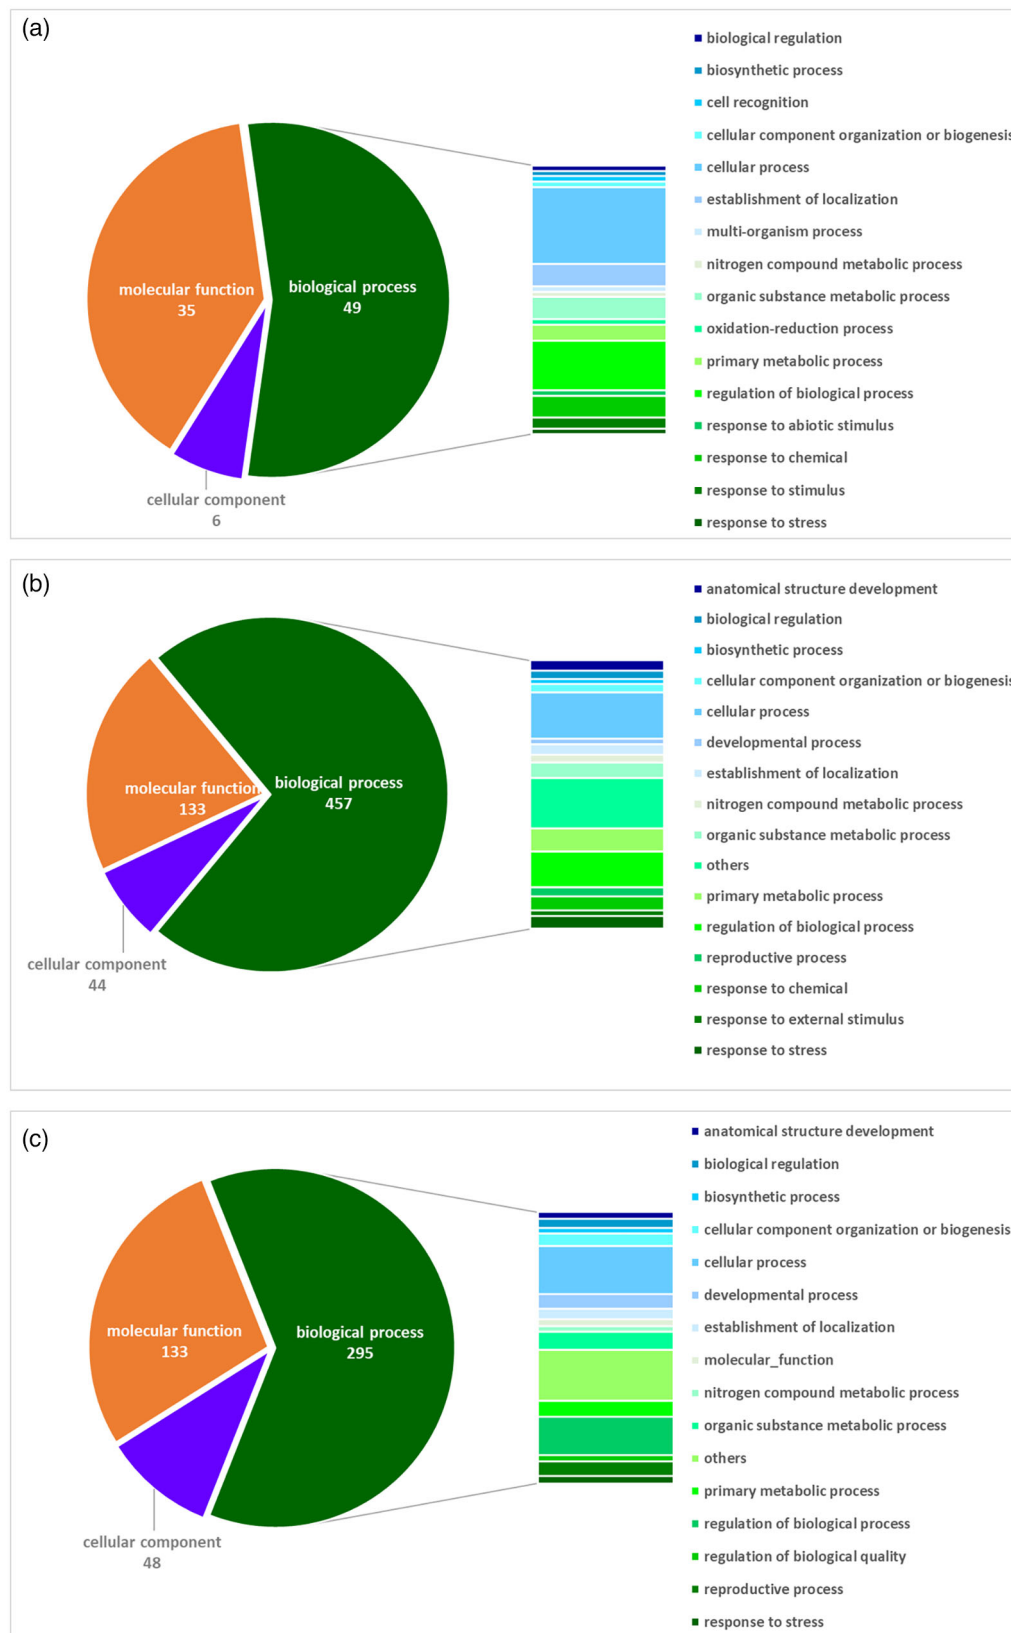 (a)
molecular function
35
biological process
49
cellular component
6
biological regulation
biosynthetic process
cell recognition
cellular component organization or biogenesis
cellular process
establishment of localization
multi-organism process
nitrogen compound metabolic process
organic substance metabolic process
oxidation-reduction process
primary metabolic process
regulation of biological process
response to abiotic stimulus
response to chemical
response to stimulus
response to stress
(b)
molecular function
133
biological process
457
cellular component
44
anatomical structure development
biological regulation
biosynthetic process
cellular component organization or biogenesis
cellular process
developmental process
establishment of localization
nitrogen compound metabolic process
organic substance metabolic process
others
primary metabolic process
regulation of biological process
reproductive process
response to chemical
response to external stimulus
response to stress
(c)
molecular function
133
biological process
295
cellular component
48
anatomical structure development
biological regulation
biosynthetic process
cellular component organization or biogenesis
cellular process
developmental process
establishment of localization
molecular_function
nitrogen compound metabolic process
organic substance metabolic process
others
primary metabolic process
regulation of biological process
regulation of biological quality
reproductive process
response to stress